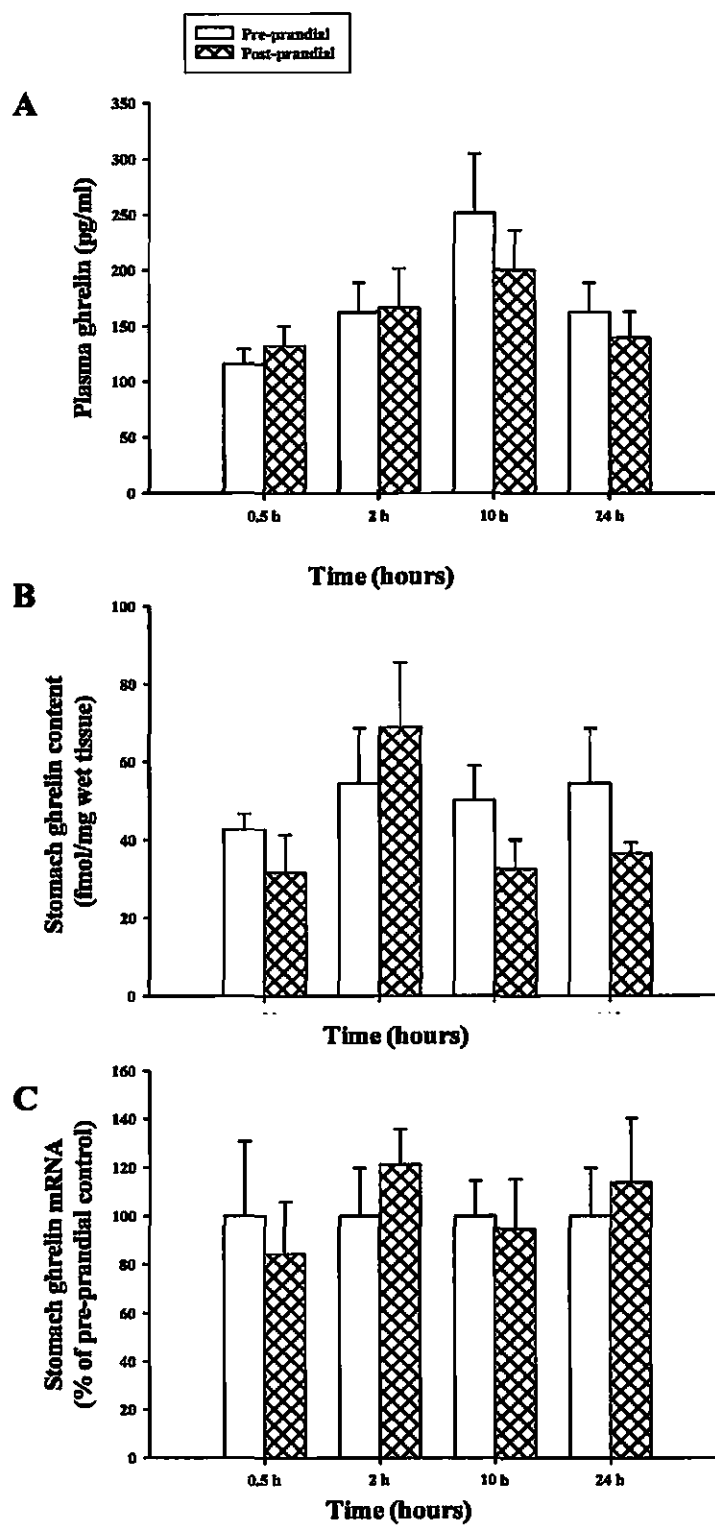 Pre-prandial
Post-prandial
A
Plasma ghrelin (pg/ml)
350
300
250
200
150
100
50
0
0.5 h
2 h
10 h
24 h
Time (hours)
B
Stomach ghrelin content
(fmol/mg wet tissue)
100
80
60
40
20
0
Time (hours)
C
Stomach ghrelin mRNA
(% of pre-prandial control)
160
140
120
100
80
60
40
20
0
0.5 h
2 h
10 h
24 h
Time (hours)